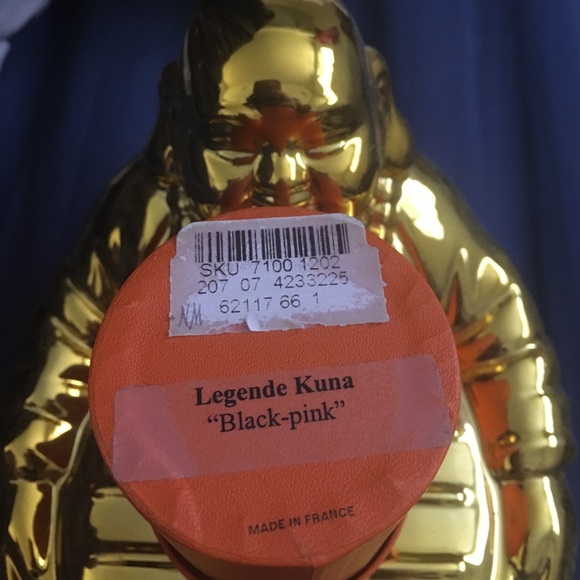 SKU 7100 1202
207 07 4233225
NM 62117 66 1
Legende Kuna
“Black-pink”
MADE IN FRANCE